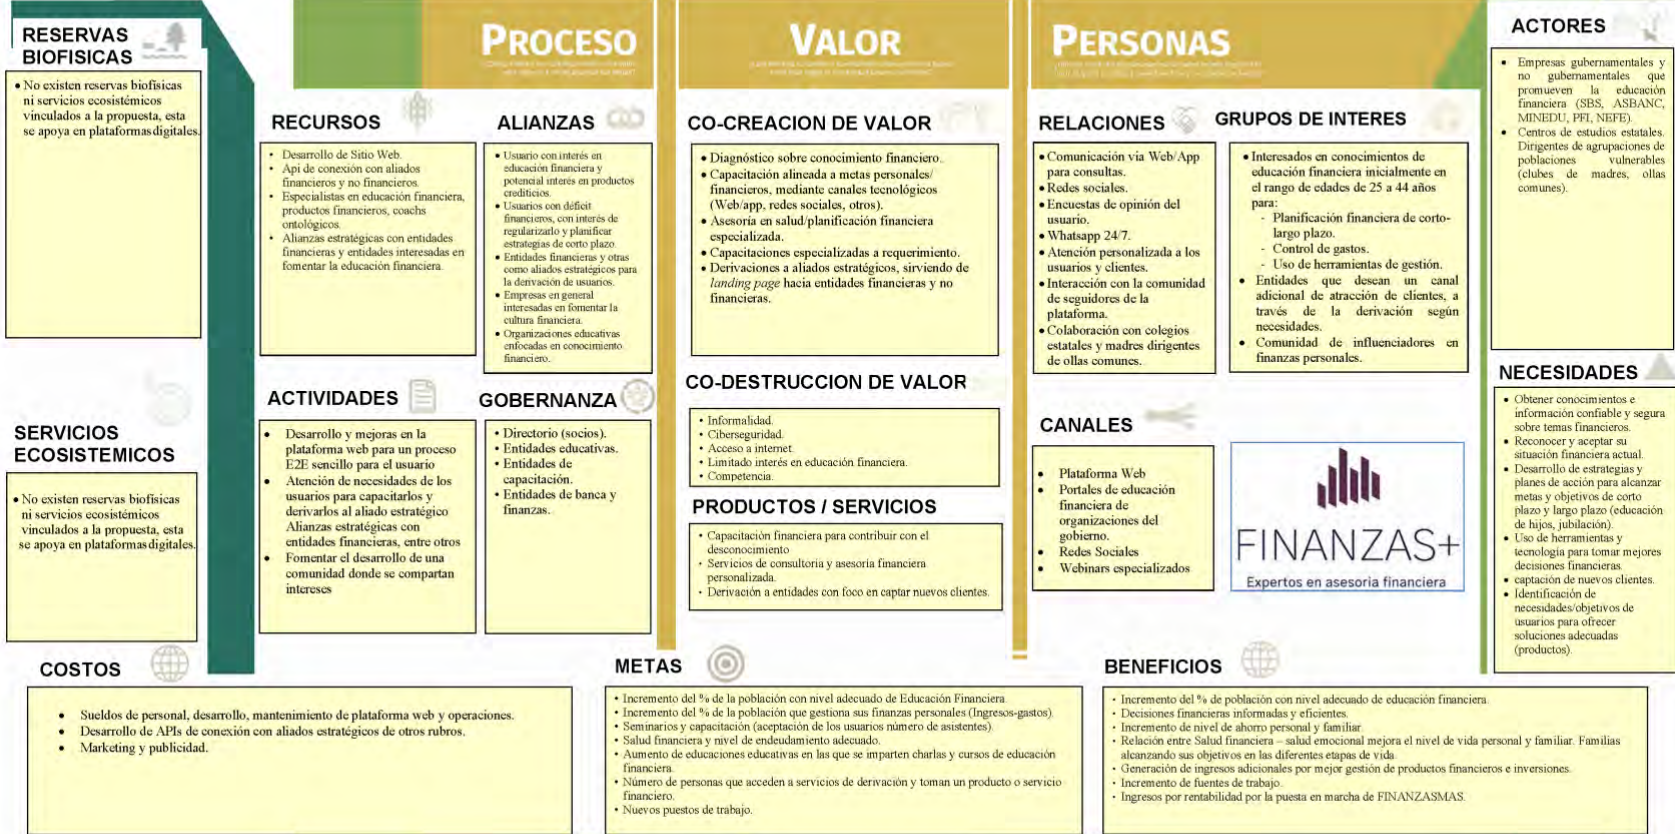 RESERVAS
BIOFISICAS
• No existen reservas biofísicas
ni servicios ecosistémicos
vinculados a la propuesta, esta
se apoya en plataformas digitales.
SERVICIOS
ECOSISTEMICOS
• No existen reservas biofísicas
ni servicios ecosistémicos
vinculados a la propuesta, esta
se apoya en plataformas digitales.
PROCESO
RECURSOS
• Desarrollo de Sitio Web.
• Api de conexión con aliados
financieros y no financieros.
• Especialistas en educación financiera,
productos financieros, coachs
ontológicos.
• Alianzas estratégicas con entidades
financieras y entidades interesadas en
fomentar la educación financiera.
ALIANZAS
• Usuario con interés en
educación financiera y
potencial interés en productos
crediticios.
• Usuarios con déficit
financieros, con interés de
regularizarlo y planificar
estrategias de corto plazo.
• Entidades financieras y otras
como aliados estratégicos para
la derivación de usuarios.
• Empresas en general
interesadas en fomentar la
cultura financiera.
• Organizaciones educativas
enfocadas en conocimiento
financiero.
ACTIVIDADES
• Desarrollo y mejoras en la
plataforma web para un proceso
E2E sencillo para el usuario
• Atención de necesidades de los
usuarios para capacitarlos y
derivarlos al aliado estratégico
Alianzas estratégicas con
entidades financieras, entre otros
• Fomentar el desarrollo de una
comunidad donde se compartan
intereses
GOBERNANZA
• Directorio (socios).
• Entidades educativas.
• Entidades de
capacitación.
• Entidades de banca y
finanzas.
VALOR
CO-CREACION DE VALOR
• Diagnóstico sobre conocimiento financiero.
• Capacitación alineada a metas personales/
financieros, mediante canales tecnológicos
(Web/app, redes sociales, otros).
• Asesoría en salud/planificación financiera
especializada.
• Capacitaciones especializadas a requerimiento.
• Derivaciones a aliados estratégicos, sirviendo de
landing page hacia entidades financieras y no
financieras.
CO-DESTRUCCION DE VALOR
• Informalidad.
• Ciberseguridad.
• Acceso a internet.
• Limitado interés en educación financiera.
• Competencia.
PRODUCTOS / SERVICIOS
• Capacitación financiera para contribuir con el
desconocimiento
• Servicios de consultoría y asesoría financiera
personalizada.
• Derivación a entidades con foco en captar nuevos clientes.
PERSONAS
RELACIONES
• Comunicación via Web/App
para consultas.
• Redes sociales.
• Encuestas de opinión del
usuario.
• Whatsapp 24/7.
• Atención personalizada a los
usuarios y clientes.
• Interacción con la comunidad
de seguidores de la
plataforma.
• Colaboración con colegios
estatales y madres dirigentes
de ollas comunes.
GRUPOS DE INTERES
• Interesados en conocimientos de
educación financiera inicialmente en
el rango de edades de 25 a 44 años
para:
- Planificación financiera de corto-
largo plazo.
- Control de gastos.
- Uso de herramientas de gestión.
• Entidades que desean un canal
adicional de atracción de clientes, a
través de la derivación según
necesidades.
• Comunidad de influenciadores en
finanzas personales.
CANALES
• Plataforma Web
• Portales de educación
financiera de
organizaciones del
gobierno.
• Redes Sociales
• Webinars especializados
FINANZAS+
Expertos en asesoria financiera
ACTORES
• Empresas gubernamentales y
no gubernamentales que
promueven la educación
financiera (SBS, ASBANC,
MINEDU, PFI, NEFE).
• Centros de estudios estatales.
Dirigentes de agrupaciones de
poblaciones vulnerables
(clubes de madres, ollas
comunes).
NECESIDADES
• Obtener conocimientos e
información confiable y segura
sobre temas financieros.
• Reconocer y aceptar su
situación financiera actual.
• Desarrollo de estrategias y
planes de acción para alcanzar
metas y objetivos de corto
plazo y largo plazo (educación
de hijos, jubilación).
• Uso de herramientas y
tecnología para tomar mejores
decisiones financieras.
• captación de nuevos clientes.
• Identificación de
necesidades/objetivos de
usuarios para ofrecer
soluciones adecuadas
(productos).
COSTOS
• Sueldos de personal, desarrollo, mantenimiento de plataforma web y operaciones.
• Desarrollo de APIs de conexión con aliados estratégicos de otros rubros.
• Marketing y publicidad.
METAS
• Incremento del % de la población con nivel adecuado de Educación Financiera
• Incremento del % de la población que gestiona sus finanzas personales (Ingresos-gastos).
• Seminarios y capacitación (aceptación de los usuarios número de asistentes).
• Salud financiera y nivel de endeudamiento adecuado.
• Aumento de educaciones educativas en las que se imparten charlas y cursos de educación
financiera.
• Número de personas que acceden a servicios de derivación y toman un producto o servicio
financiero.
• Nuevos puestos de trabajo.
BENEFICIOS
• Incremento del % de población con nivel adecuado de educación financiera.
• Decisiones financieras informadas y eficientes.
• Incremento de nivel de ahorro personal y familiar.
• Relación entre Salud financiera – salud emocional mejora el nivel de vida personal y familiar. Familias
alcanzando sus objetivos en las diferentes etapas de vida.
• Generación de ingresos adicionales por mejor gestión de productos financieros e inversiones.
• Incremento de fuentes de trabajo.
• Ingresos por rentabilidad por la puesta en marcha de FINANZASMAS.